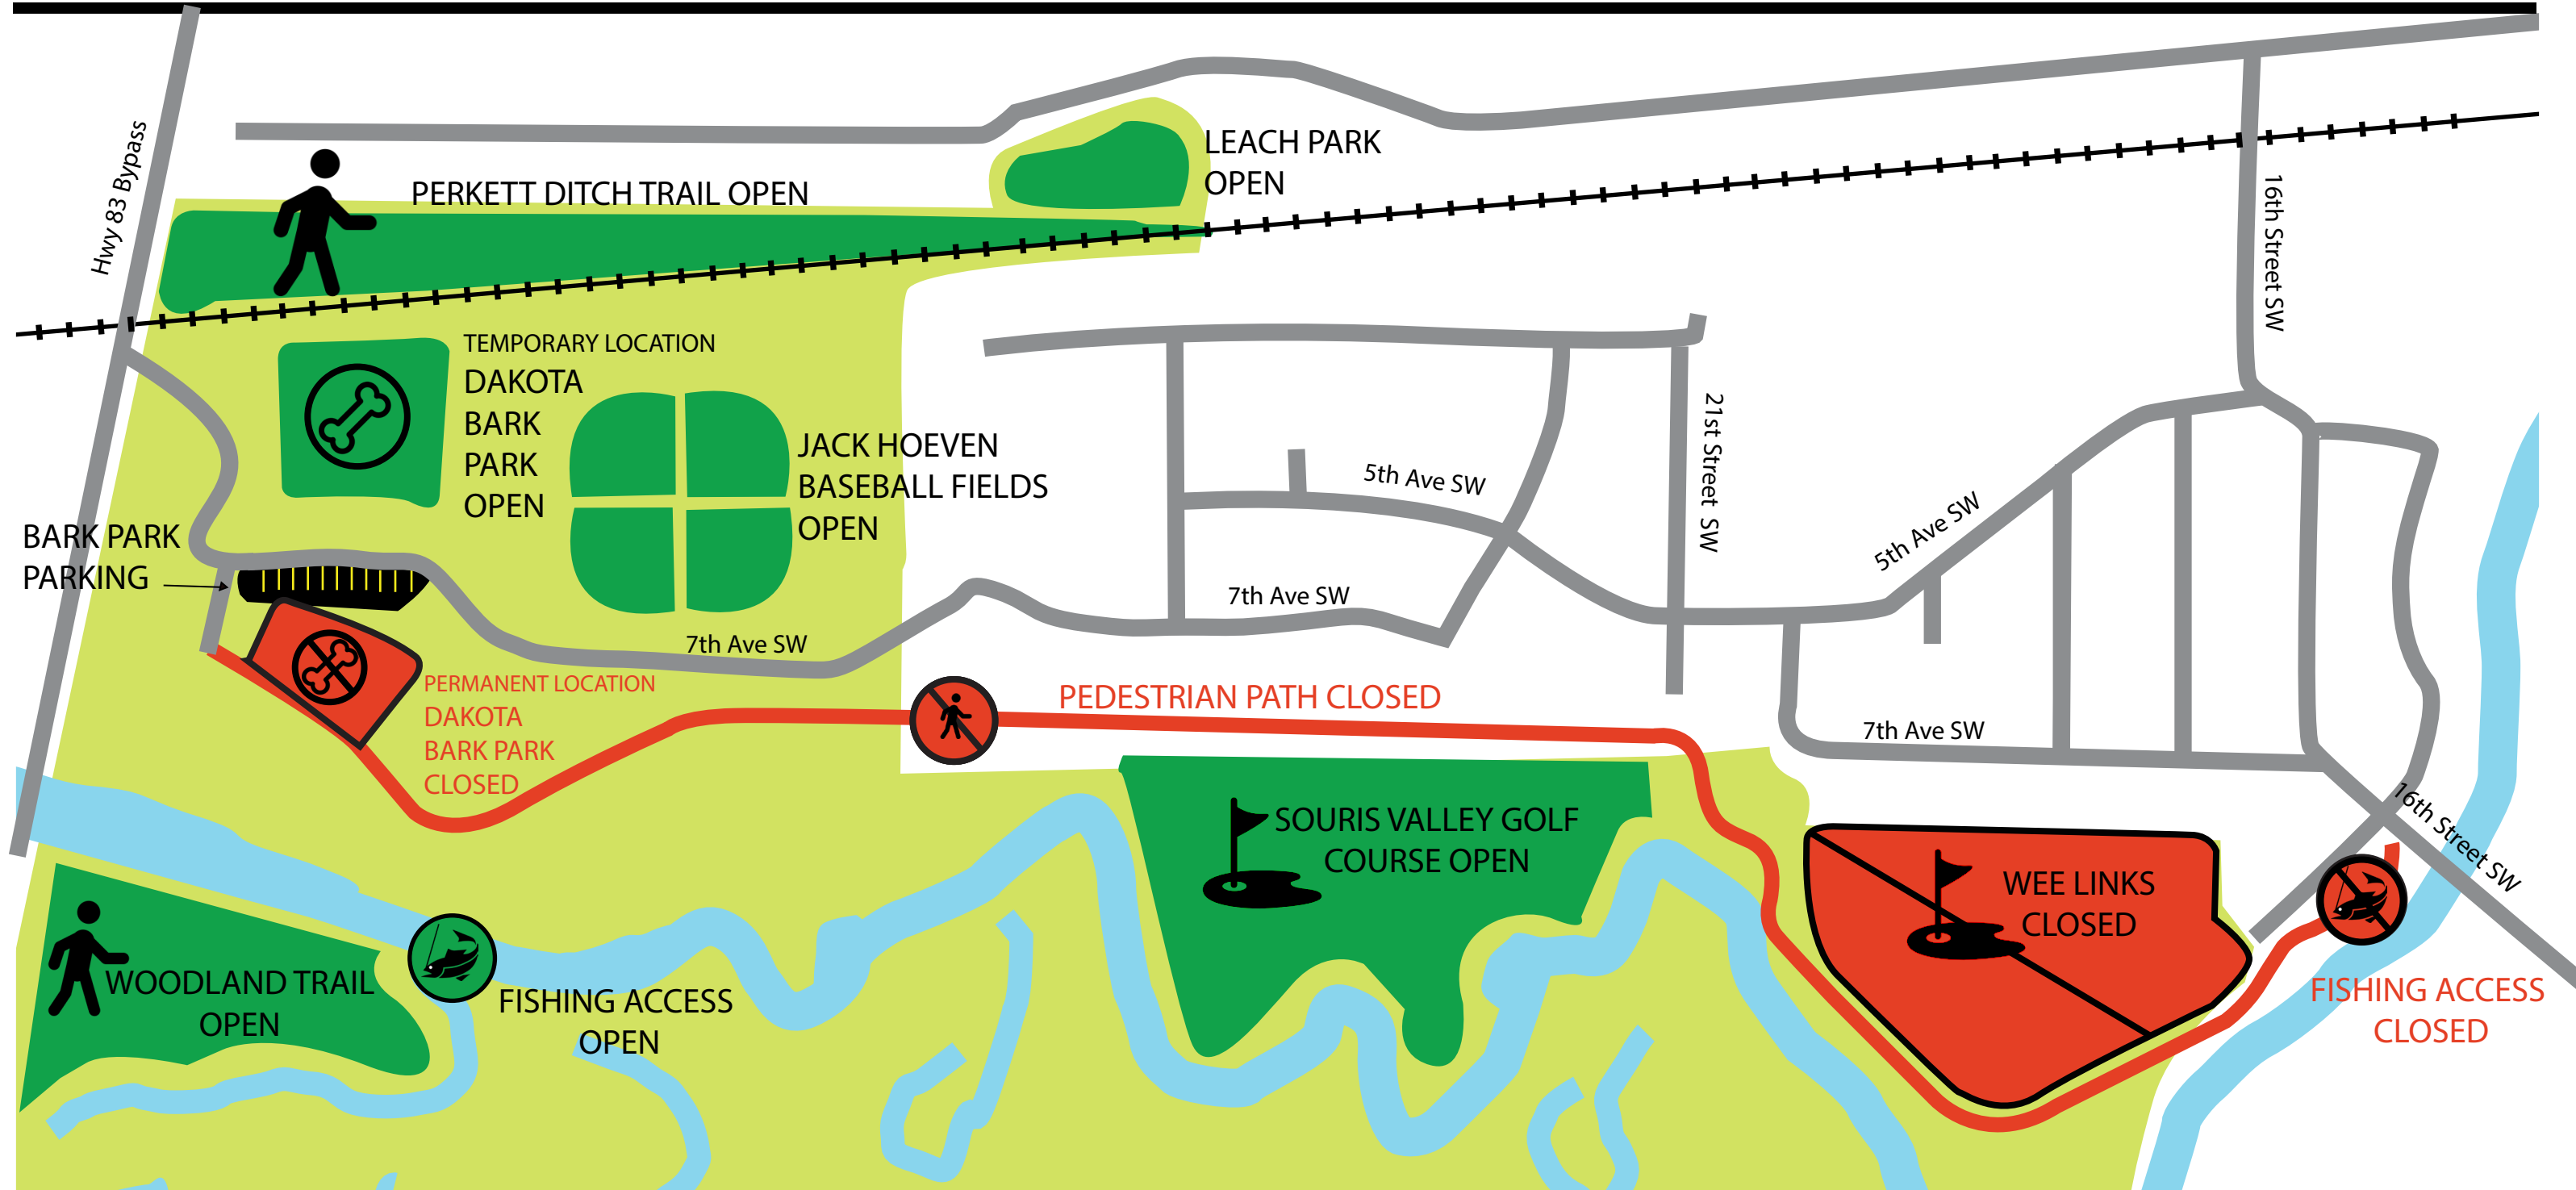 Hwy 83 Bypass
PERKETT DITCH TRAIL OPEN
LEACH PARK
OPEN
16th Street SW
TEMPORARY LOCATION
DAKOTA
BARK
PARK
OPEN
JACK HOEVEN
BASEBALL FIELDS
OPEN
5th Ave SW
21st Street SW
5th Ave SW
BARK PARK
PARKING
7th Ave SW
7th Ave SW
PERMANENT LOCATION
DAKOTA
BARK PARK
CLOSED
PEDESTRIAN PATH CLOSED
7th Ave SW
16th Street SW
SOURIS VALLEY GOLF
COURSE OPEN
WEE LINKS
CLOSED
WOODLAND TRAIL
OPEN
FISHING ACCESS
OPEN
FISHING ACCESS
CLOSED